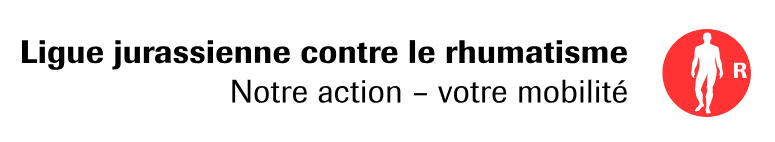 Ligue jurassienne contre le rhumatisme
Notre action – votre mobilité
R